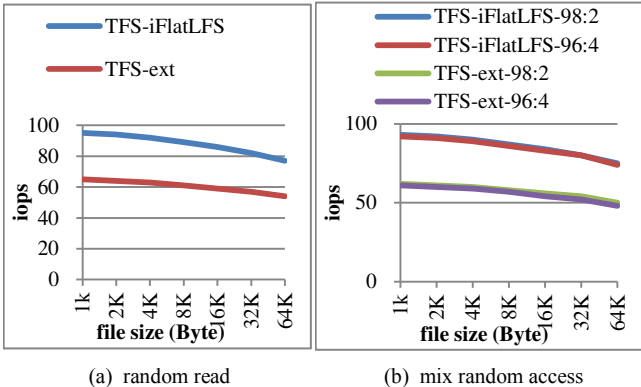 TFS-iFlatLFS
TFS-ext
100
80
60
40
20
0
iops
1k
2K
4K
8K
16K
32K
64K
file size (Byte)
(a) random read
TFS-iFlatLFS-98:2
TFS-iFlatLFS-96:4
TFS-ext-98:2
TFS-ext-96:4
100
50
0
iops
1k
2K
4K
8K
16K
32K
64K
file size (Byte)
(b) mix random access